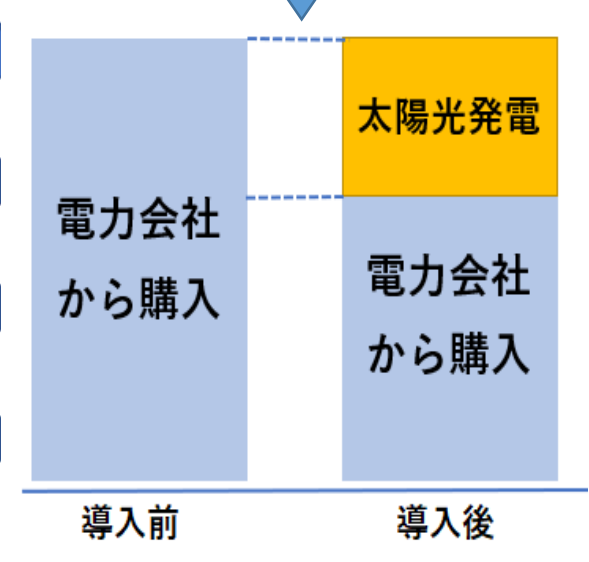 電力会社
から購入
太陽光発電
電力会社
から購入
導入前
導入後